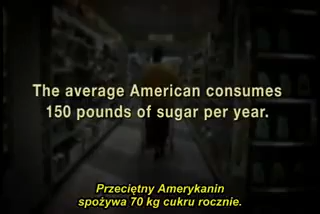 The average American consumes
150 pounds of sugar per year.
Przeciętny Amerykanin
spożywa 70 kg cukru rocznie.